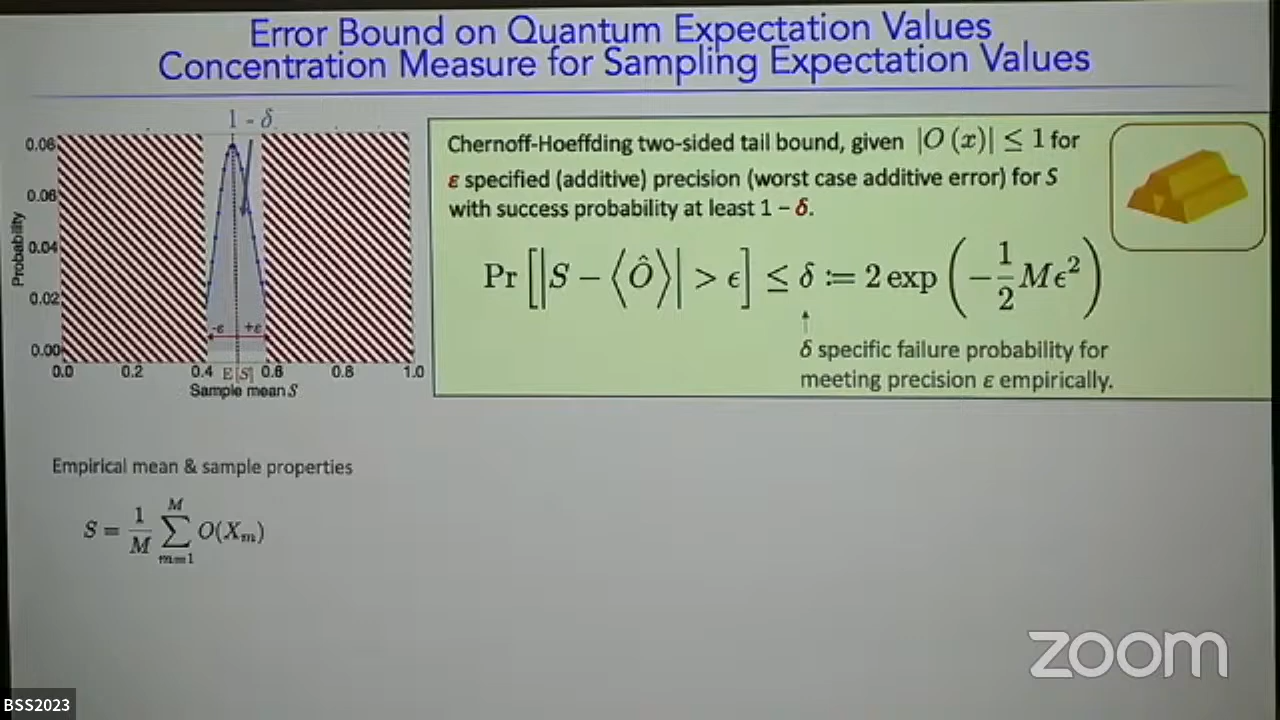 Error Bound on Quantum Expectation Values
Concentration Measure for Sampling Expectation Values
1 - δ
0.08
0.06
0.04
0.02
0.00
Probability
-ε +ε
0.0 0.2 0.4 E[S] 0.6 0.8 1.0
Sample mean S
Chernoff-Hoeffding two-sided tail bound, given |O (x)| ≤ 1 for
ε specified (additive) precision (worst case additive error) for S
with success probability at least 1 – δ.
Pr [|S − ⟨Ô⟩| > ϵ] ≤ δ := 2 exp (−1/2 Mϵ²)
δ specific failure probability for
meeting precision ε empirically.
Empirical mean & sample properties
S = 1/M ∑_{m=1}^{M} O(X_m)
zoom
BSS2023